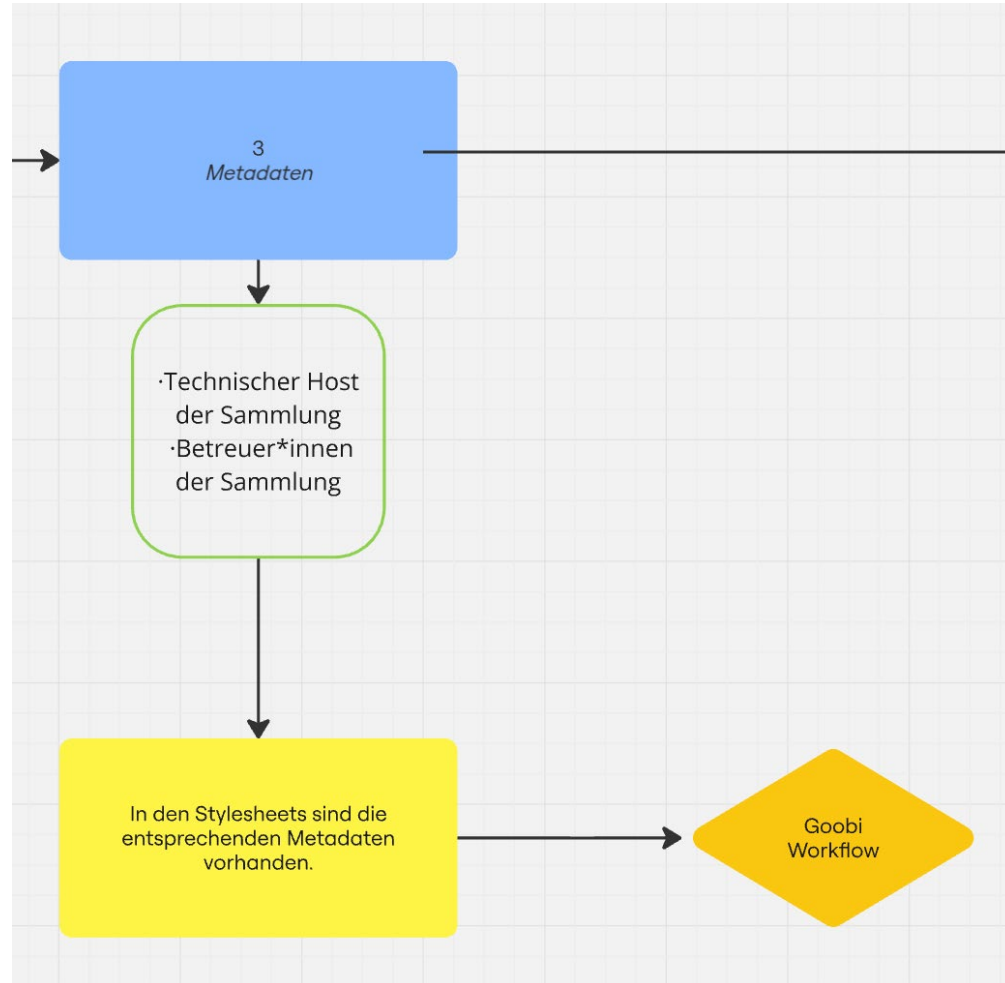 3
Metadaten
·Technischer Host
der Sammlung
·Betreuer*innen
der Sammlung
In den Stylesheets sind die
entsprechenden Metadaten
vorhanden.
Goobi
Workflow